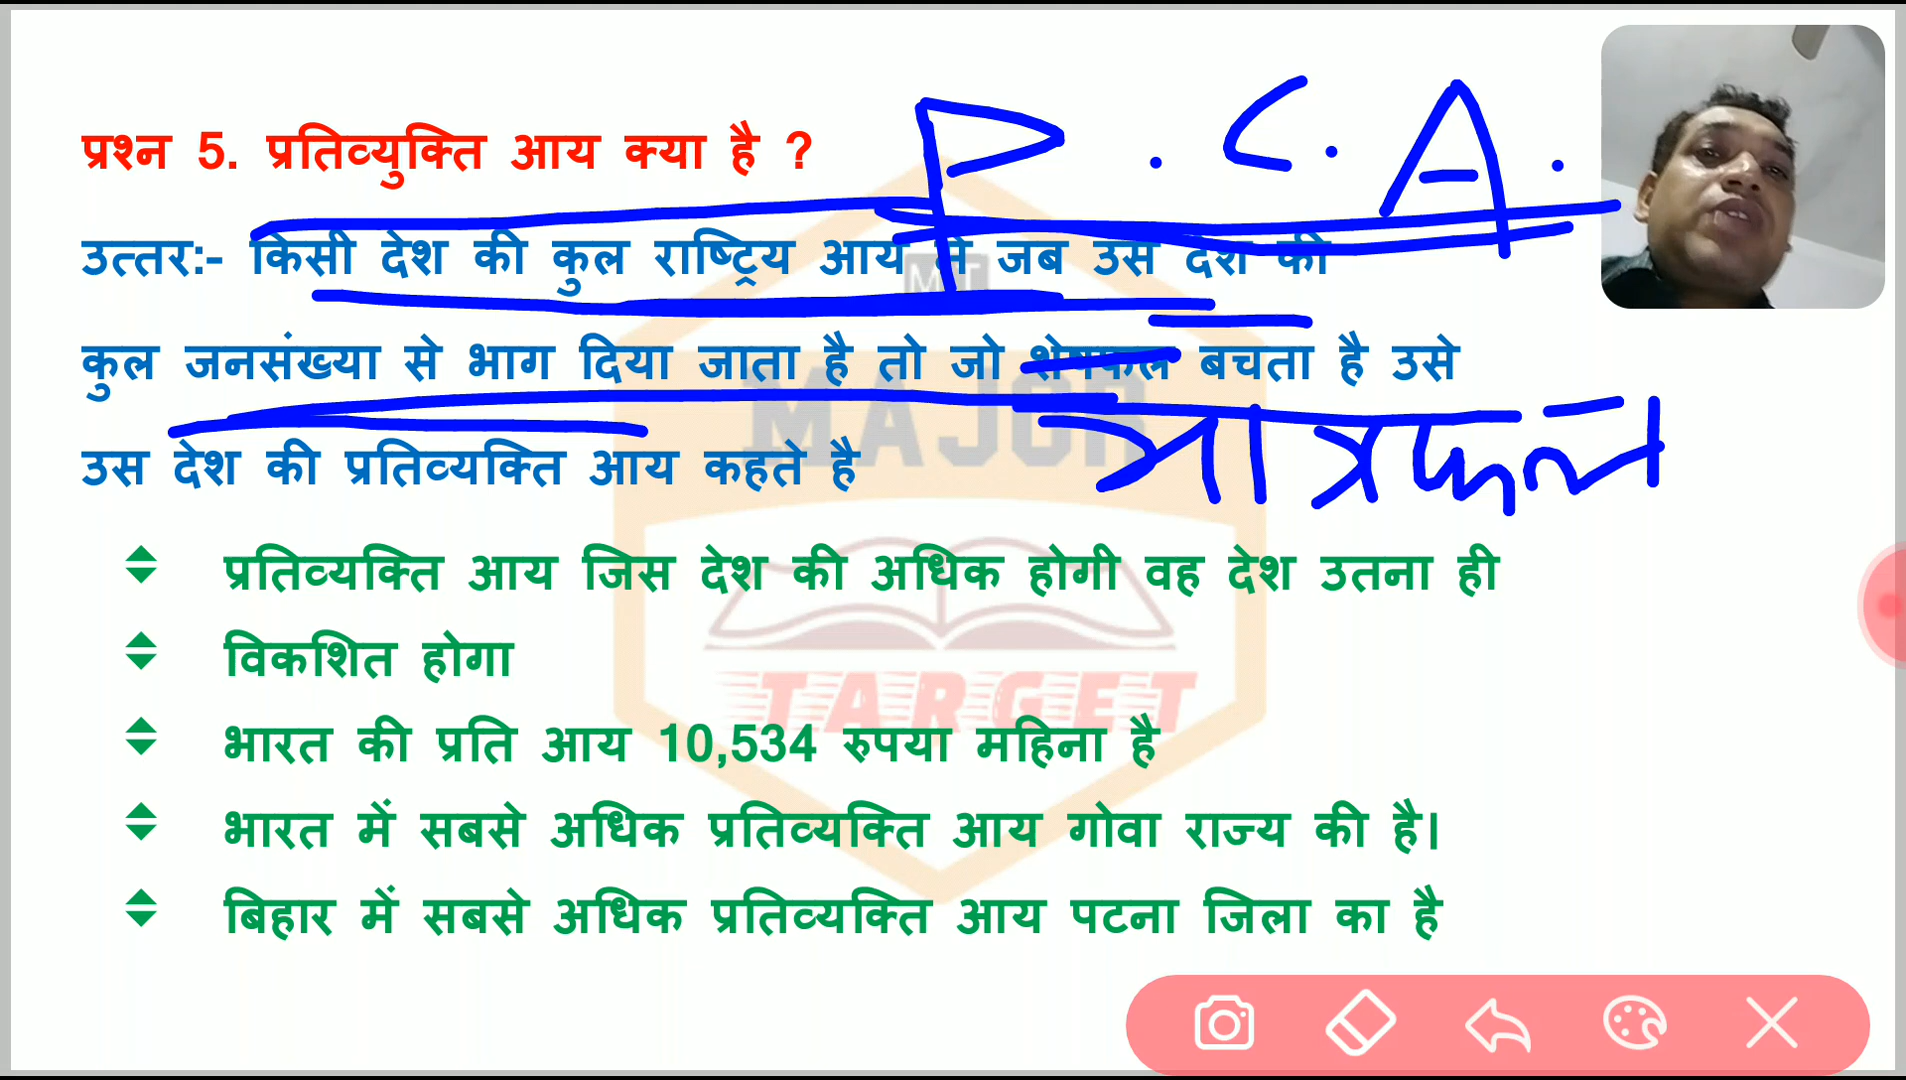 प्रश्न 5. प्रतिव्युक्ति आय क्या है ?
P.C.A.
उत्तर:- किसी देश की कुल राष्ट्रिय आय में जब उस देश की
कुल जनसंख्या से भाग दिया जाता है तो जो शेषफल बचता है उसे
उस देश की प्रतिव्यक्ति आय कहते है
प्रतिव्यक्ति आय जिस देश की अधिक होगी वह देश उतना ही
विकशित होगा
भारत की प्रति आय 10,534 रुपया महिना है
भारत में सबसे अधिक प्रतिव्यक्ति आय गोवा राज्य की है।
बिहार में सबसे अधिक प्रतिव्यक्ति आय पटना जिला का है
MT
MAJOR
TARGET